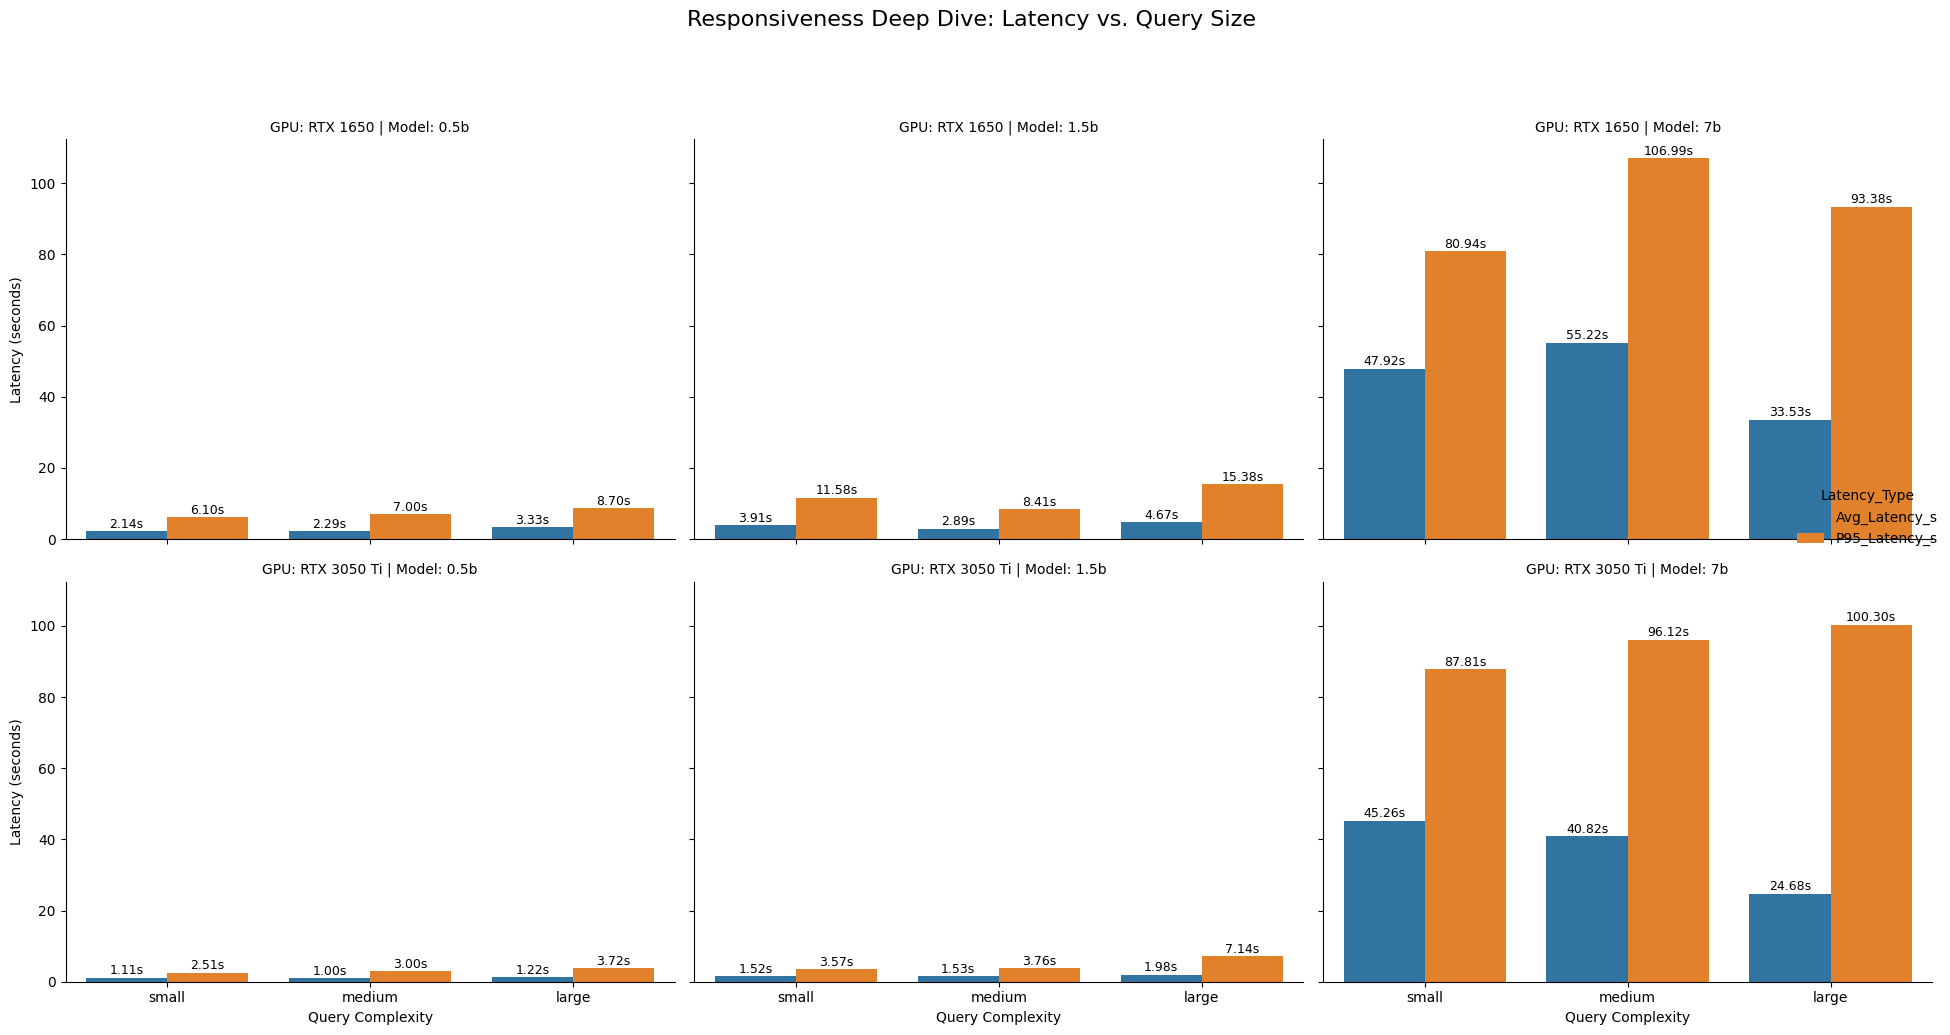 Responsiveness Deep Dive: Latency vs. Query Size
GPU: RTX 1650 | Model: 0.5b
GPU: RTX 1650 | Model: 1.5b
GPU: RTX 1650 | Model: 7b
Latency (seconds)
100
80
60
40
20
0
2.14s
6.10s
2.29s
7.00s
3.33s
8.70s
3.91s
11.58s
2.89s
8.41s
4.67s
15.38s
47.92s
80.94s
55.22s
106.99s
33.53s
93.38s
Latency_Type
Avg_Latency_s
P95_Latency_s
GPU: RTX 3050 Ti | Model: 0.5b
GPU: RTX 3050 Ti | Model: 1.5b
GPU: RTX 3050 Ti | Model: 7b
Latency (seconds)
100
80
60
40
20
0
1.11s
2.51s
1.00s
3.00s
1.22s
3.72s
1.52s
3.57s
1.53s
3.76s
1.98s
7.14s
45.26s
87.81s
40.82s
96.12s
24.68s
100.30s
small
medium
large
small
medium
large
small
medium
large
Query Complexity
Query Complexity
Query Complexity